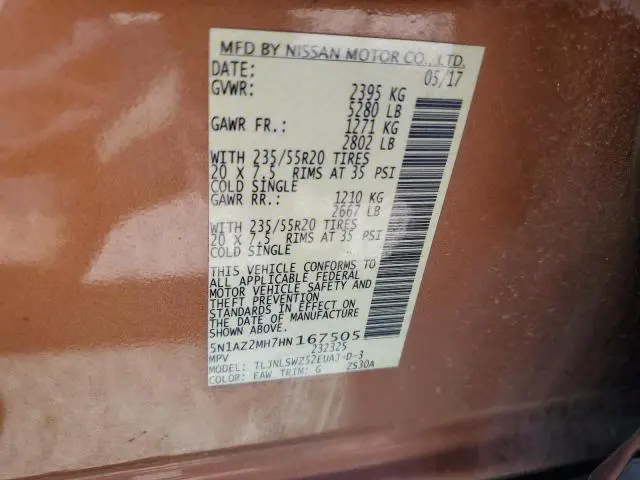 MFD BY NISSAN MOTOR CO., LTD.
DATE: 05/17
GVWR: 2395 KG
5280 LB
GAWR FR.: 1271 KG
2802 LB
WITH 235/55R20 TIRES
20 X 7.5 RIMS AT 35 PSI
COLD SINGLE
GAWR RR.: 1210 KG
2667 LB
WITH 235/55R20 TIRES
20 X 7.5 RIMS AT 35 PSI
COLD SINGLE
THIS VEHICLE CONFORMS TO
ALL APPLICABLE FEDERAL
MOTOR VEHICLE SAFETY AND
THEFT PREVENTION
STANDARDS IN EFFECT ON
THE DATE OF MANUFACTURE
SHOWN ABOVE.
5N1AZ2MH7HN167505
MPV 232325
MODEL: TLJNLSWZ52EUAJ-D-3
COLOR: EAW TRIM: G ZS30A